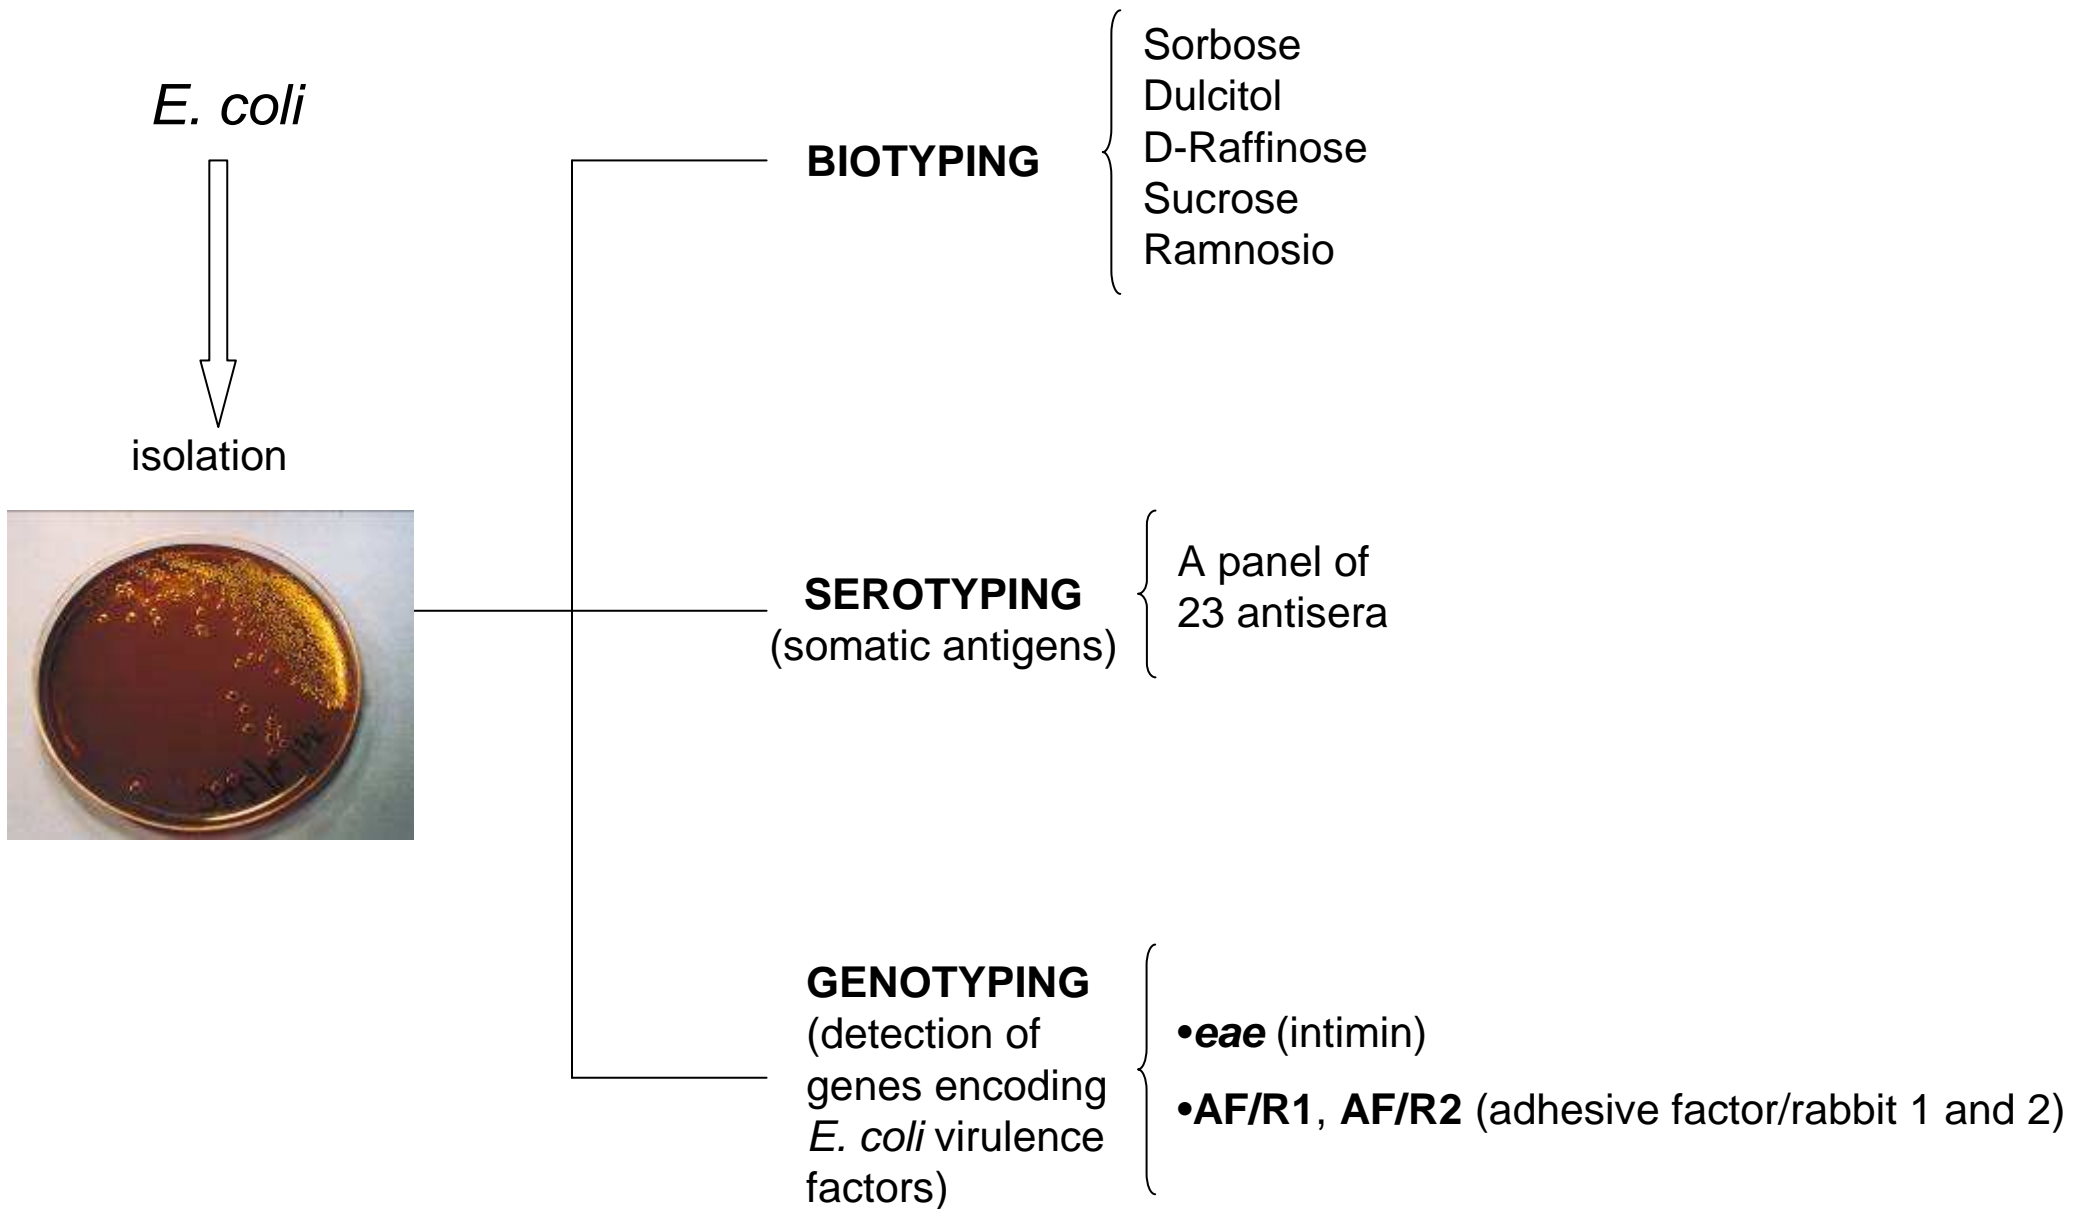 E. coli
isolation
BIOTYPING
Sorbose
Dulcitol
D-Raffinose
Sucrose
Ramnosio
SEROTYPING
(somatic antigens)
A panel of
23 antisera
GENOTYPING
(detection of
genes encoding
E. coli virulence
factors)
•eae (intimin)
•AF/R1, AF/R2 (adhesive factor/rabbit 1 and 2)